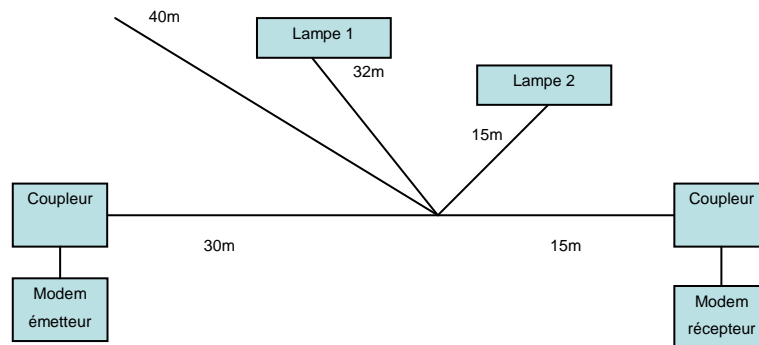 40m
Lampe 1
32m
Lampe 2
15m
Coupleur
Coupleur
30m
15m
Modem
émetteur
Modem
récepteur